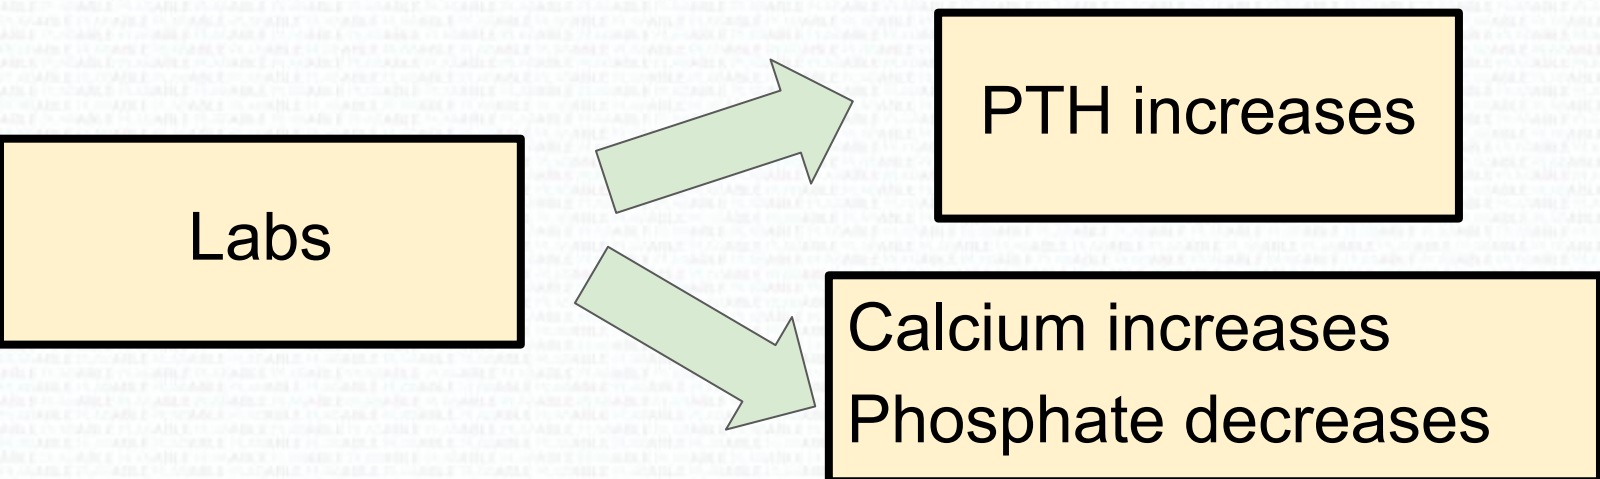 Labs
PTH increases
Calcium increases
Phosphate decreases